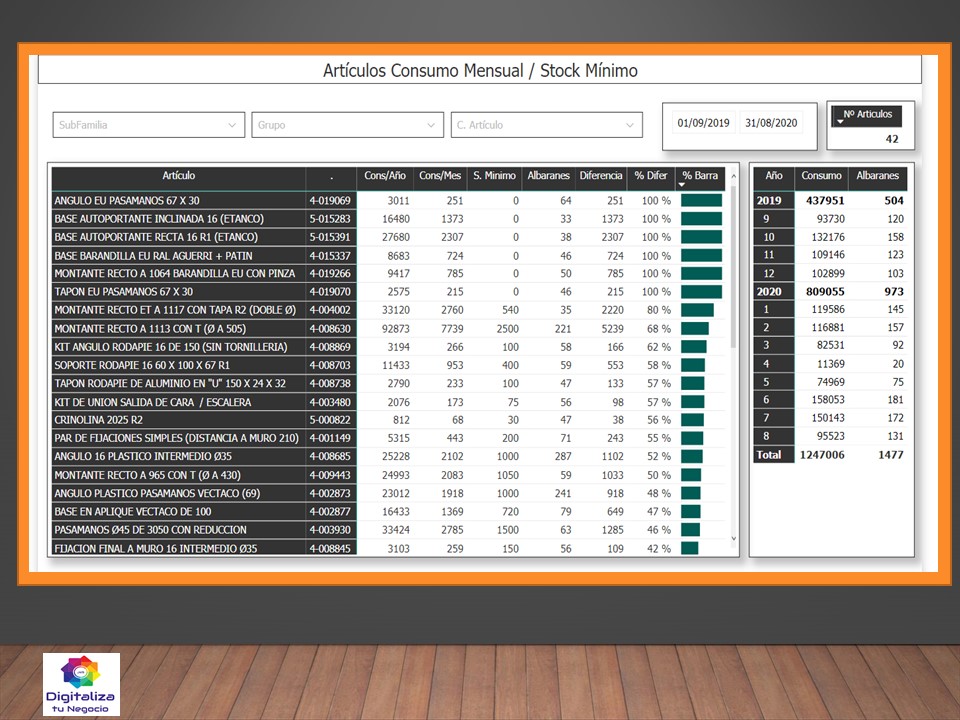 Artículos Consumo Mensual / Stock Mínimo
SubFamilia Grupo C. Artículo 01/09/2019 31/08/2020 Nº Articulos
42
Artículo . Cons/Año Cons/Mes S. Minimo Albaranes Diferencia % Difer % Barra
ANGULO EU PASAMANOS 67 X 30 4-019069 3011 251 0 64 251 100 %
BASE AUTOPORTANTE INCLINADA 16 (ETANCO) 5-015283 16480 1373 0 33 1373 100 %
BASE AUTOPORTANTE RECTA 16 R1 (ETANCO) 5-015391 27680 2307 0 38 2307 100 %
BASE BARANDILLA EU RAL AGUERRI + PATIN 4-015337 8683 724 0 46 724 100 %
MONTANTE RECTO A 1064 BARANDILLA EU CON PINZA 4-019266 9417 785 0 50 785 100 %
TAPON EU PASAMANOS 67 X 30 4-019070 2575 215 0 46 215 100 %
MONTANTE RECTO ET A 1117 CON TAPA R2 (DOBLE Ø) 4-004002 33120 2760 540 35 2220 80 %
MONTANTE RECTO A 1113 CON T (Ø A 505) 4-008630 92873 7739 2500 221 5239 68 %
KIT ANGULO RODAPIE 16 DE 150 (SIN TORNILLERIA) 4-008869 3194 266 100 58 166 62 %
SOPORTE RODAPIE 16 60 X 100 X 67 R1 4-008703 11433 953 400 59 553 58 %
TAPON RODAPIE DE ALUMINIO EN "U" 150 X 24 X 32 4-008738 2790 233 100 47 133 57 %
KIT DE UNION SALIDA DE CARA / ESCALERA 4-003480 2076 173 75 56 98 57 %
CRINOLINA 2025 R2 5-000822 812 68 30 47 38 56 %
PAR DE FIJACIONES SIMPLES (DISTANCIA A MURO 210) 4-001149 5315 443 200 71 243 55 %
ANGULO 16 PLASTICO INTERMEDIO Ø35 4-008685 25228 2102 1000 287 1102 52 %
MONTANTE RECTO A 965 CON T (Ø A 430) 4-009443 24993 2083 1050 59 1033 50 %
ANGULO PLASTICO PASAMANOS VECTACO (69) 4-002873 23012 1918 1000 241 918 48 %
BASE EN APLIQUE VECTACO DE 100 4-002877 16433 1369 720 79 649 47 %
PASAMANOS Ø45 DE 3050 CON REDUCCION 4-003930 33424 2785 1500 63 1285 46 %
FIJACION FINAL A MURO 16 INTERMEDIO Ø35 4-008845 3103 259 150 56 109 42 %
Año Consumo Albaranes
2019 437951 504
9 93730 120
10 132176 158
11 109146 123
12 102899 103
2020 809055 973
1 119586 145
2 116881 157
3 82531 92
4 11369 20
5 74969 75
6 158053 181
7 150143 172
8 95523 131
Total 1247006 1477
Digitaliza
tu Negocio